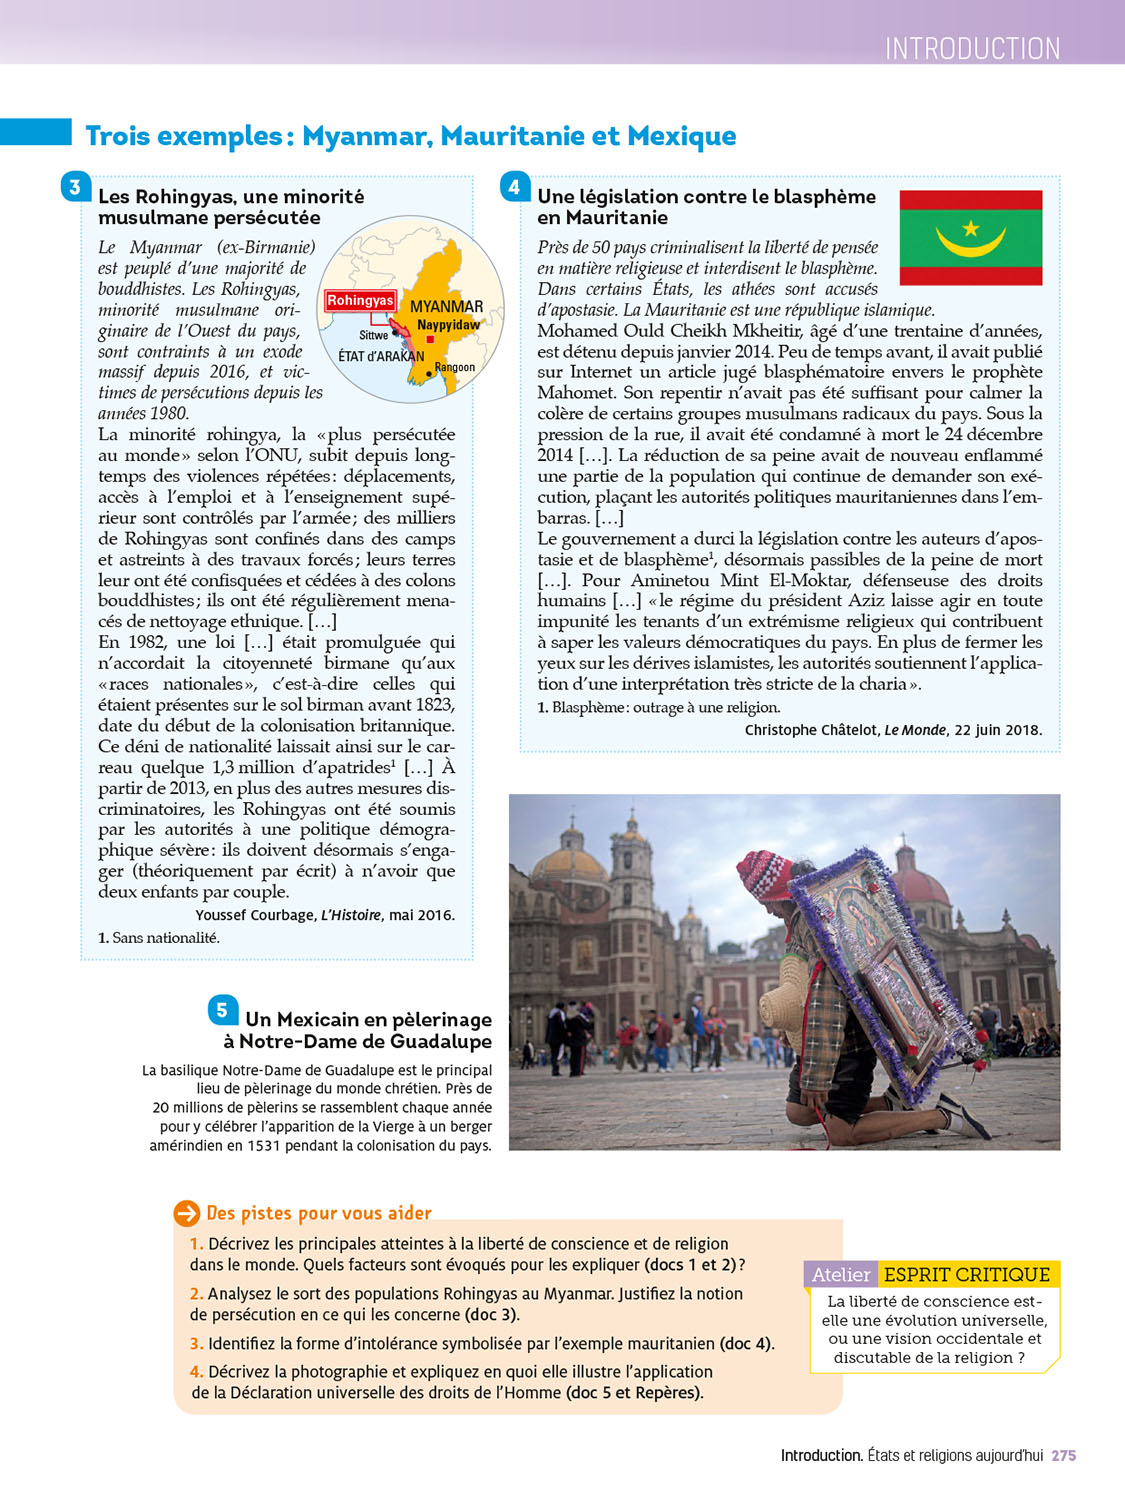 INTRODUCTION
Trois exemples : Myanmar, Mauritanie et Mexique
3
Les Rohingyas, une minorité
musulmane persécutée
Le Myanmar (ex-Birmanie)
est peuplé d’une majorité de
bouddhistes. Les Rohingyas,
minorité musulmane ori-
ginaire de l’Ouest du pays,
sont contraints à un exode
massif depuis 2016, et vic-
times de persécutions depuis les
années 1980.
Rohingyas
MYANMAR
Naypyidaw
Sittwe
ÉTAT d’ARAKAN
Rangoon
La minorité rohingya, la « plus persécutée
au monde » selon l’ONU, subit depuis long-
temps des violences répétées : déplacements,
accès à l’emploi et à l’enseignement supé-
rieur sont contrôlés par l’armée ; des milliers
de Rohingyas sont confinés dans des camps
et astreints à des travaux forcés ; leurs terres
leur ont été confisquées et cédées à des colons
bouddhistes ; ils ont été régulièrement mena-
cés de nettoyage ethnique. […]
En 1982, une loi […] était promulguée qui
n’accordait la citoyenneté birmane qu’aux
« races nationales », c’est-à-dire celles qui
étaient présentes sur le sol birman avant 1823,
date du début de la colonisation britannique.
Ce déni de nationalité laissait ainsi sur le car-
reau quelque 1,3 million d’apatrides¹ […] À
partir de 2013, en plus des autres mesures dis-
criminatoires, les Rohingyas ont été soumis
par les autorités à une politique démogra-
phique sévère : ils doivent désormais s’enga-
ger (théoriquement par écrit) à n’avoir que
deux enfants par couple.
Youssef Courbage, L’Histoire, mai 2016.
1. Sans nationalité.
4
Une législation contre le blasphème
en Mauritanie
Près de 50 pays criminalisent la liberté de pensée
en matière religieuse et interdisent le blasphème.
Dans certains États, les athées sont accusés
d’apostasie. La Mauritanie est une république islamique.
Mohamed Ould Cheikh Mkheitir, âgé d’une trentaine d’années,
est détenu depuis janvier 2014. Peu de temps avant, il avait publié
sur Internet un article jugé blasphématoire envers le prophète
Mahomet. Son repentir n’avait pas été suffisant pour calmer la
colère de certains groupes musulmans radicaux du pays. Sous la
pression de la rue, il avait été condamné à mort le 24 décembre
2014 […]. La réduction de sa peine avait de nouveau enflammé
une partie de la population qui continue de demander son exé-
cution, plaçant les autorités politiques mauritaniennes dans l’em-
barras. […]
Le gouvernement a durci la législation contre les auteurs d’apos-
tasie et de blasphème¹, désormais passibles de la peine de mort
[…]. Pour Aminetou Mint El-Moktar, défenseuse des droits
humains […] « le régime du président Aziz laisse agir en toute
impunité les tenants d’un extrémisme religieux qui contribuent
à saper les valeurs démocratiques du pays. En plus de fermer les
yeux sur les dérives islamistes, les autorités soutiennent l’applica-
tion d’une interprétation très stricte de la charia ».
1. Blasphème : outrage à une religion.
Christophe Châtelot, Le Monde, 22 juin 2018.
5
Un Mexicain en pèlerinage
à Notre-Dame de Guadalupe
La basilique Notre-Dame de Guadalupe est le principal
lieu de pèlerinage du monde chrétien. Près de
20 millions de pèlerins se rassemblent chaque année
pour y célébrer l’apparition de la Vierge à un berger
amérindien en 1531 pendant la colonisation du pays.
Des pistes pour vous aider
1. Décrivez les principales atteintes à la liberté de conscience et de religion
dans le monde. Quels facteurs sont évoqués pour les expliquer (docs 1 et 2) ?
2. Analysez le sort des populations Rohingyas au Myanmar. Justifiez la notion
de persécution en ce qui les concerne (doc 3).
3. Identifiez la forme d’intolérance symbolisée par l’exemple mauritanien (doc 4).
4. Décrivez la photographie et expliquez en quoi elle illustre l’application
de la Déclaration universelle des droits de l’Homme (doc 5 et Repères).
Atelier ESPRIT CRITIQUE
La liberté de conscience est-
elle une évolution universelle,
ou une vision occidentale et
discutable de la religion ?
Introduction. États et religions aujourd’hui 275